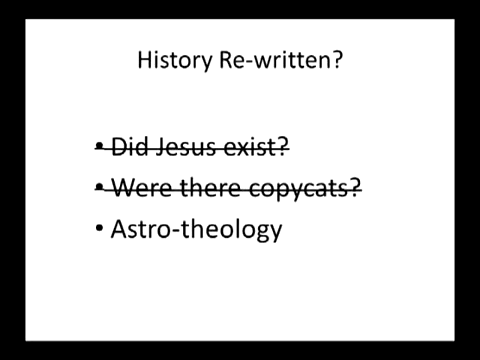 History Re-written?
• Did Jesus exist?
• Were there copycats?
• Astro-theology